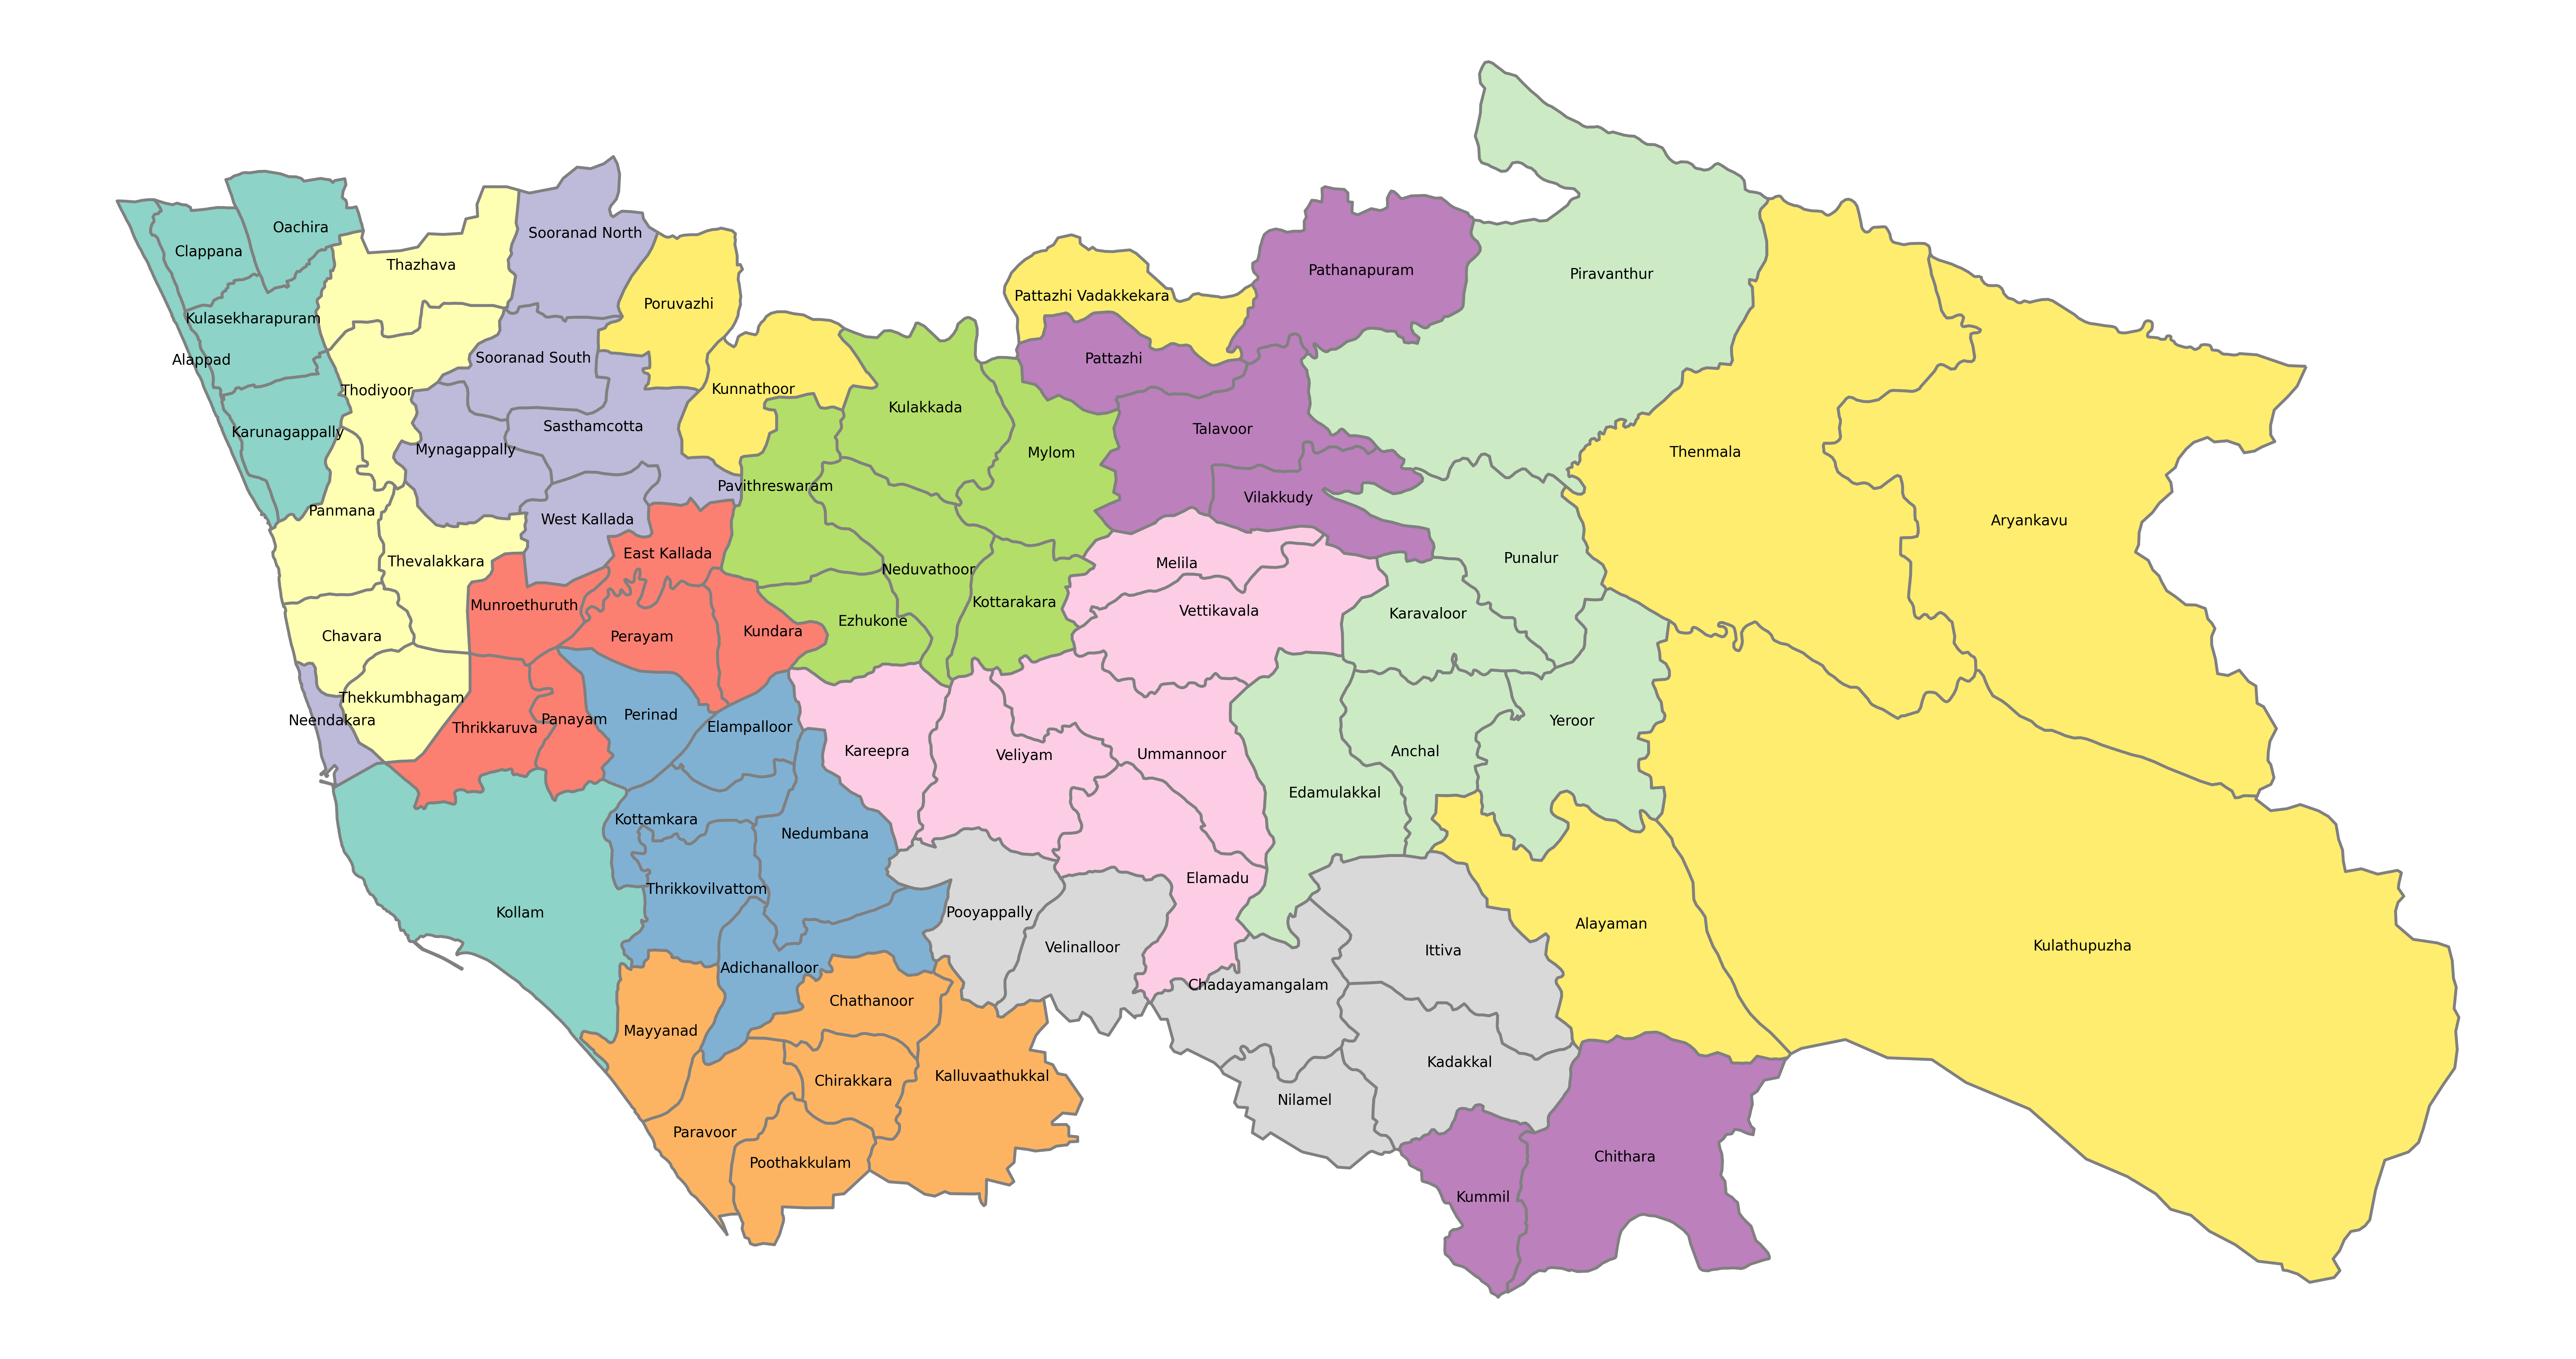 Oachira
Sooranad North
Clappana
Thazhava
Pathanapuram
Piravanthur
Pattazhi Vadakkekara
Poruvazhi
Kulasekharapuram
Alappad
Sooranad South
Pattazhi
Thodiyoor
Kunnathoor
Kulakkada
Karunagappally
Sasthamcotta
Talavoor
Mynagappally
Mylom
Thenmala
Pavithreswaram
Vilakkudy
Panmana
West Kallada
Aryankavu
East Kallada
Thevalakkara
Neduvathoor
Melila
Punalur
Munroethuruth
Kottarakara
Vettikavala
Karavaloor
Chavara
Perayam
Kundara
Ezhukone
Thekkumbhagam
Neendakara
Thrikkaruva
Panayam
Perinad
Elampalloor
Yeroor
Kareepra
Veliyam
Ummannoor
Anchal
Edamulakkal
Kottamkara
Nedumbana
Thrikkovilvattom
Elamadu
Kollam
Pooyappally
Alayaman
Velinalloor
Ittiva
Kulathupuzha
Adichanalloor
Chadayamangalam
Chathanoor
Mayyanad
Kadakkal
Chirakkara
Kalluvaathukkal
Nilamel
Paravoor
Poothakkulam
Chithara
Kummil